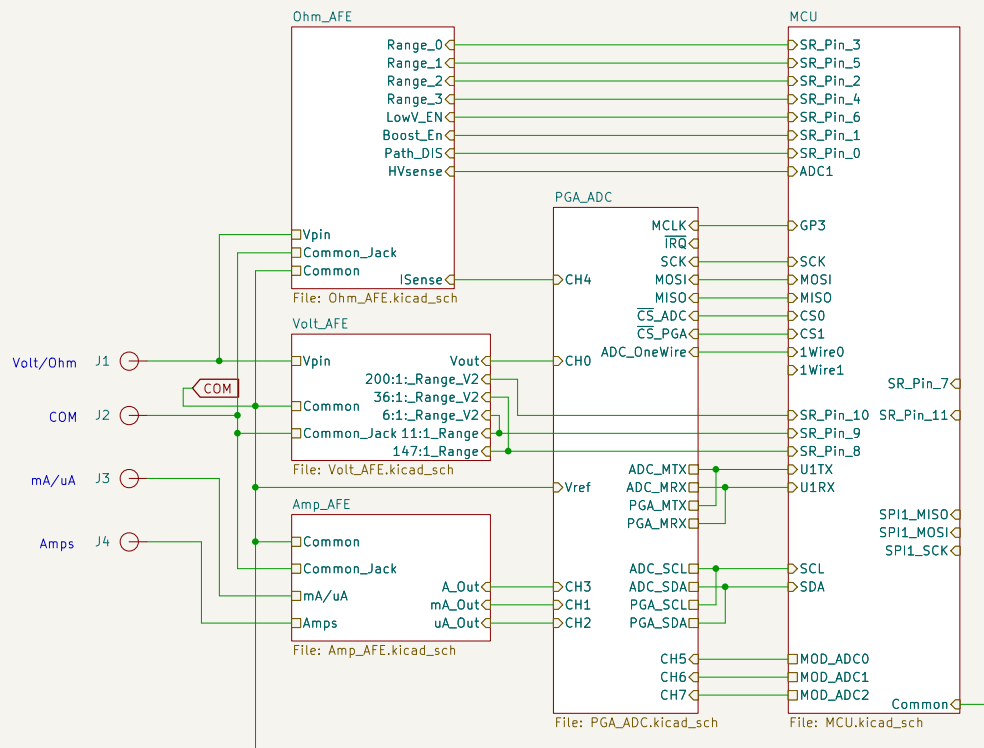 Ohm_AFE
Range_0
Range_1
Range_2
Range_3
LowV_EN
Boost_En
Path_DIS
HVsense
Vpin
Common_Jack
Common
ISense
File: Ohm_AFE.kicad_sch
Volt_AFE
Vpin
Vout
200:1:_Range_V2
36:1:_Range_V2
Common
6:1:_Range_V2
Common_Jack
11:1_Range
147:1_Range
File: Volt_AFE.kicad_sch
Volt/Ohm J1
COM
COM J2
mA/uA J3
Amps J4
Amp_AFE
Common
Common_Jack
A_Out
mA/uA
mA_Out
Amps
uA_Out
File: Amp_AFE.kicad_sch
PGA_ADC
MCLK
IRQ
SCK
CH4
MOSI
MISO
CS_ADC
CS_PGA
ADC_OneWire
CH0
ADC_MTX
Vref
ADC_MRX
PGA_MTX
PGA_MRX
ADC_SCL
CH3
ADC_SDA
CH1
PGA_SCL
CH2
PGA_SDA
CH5
CH6
CH7
File: PGA_ADC.kicad_sch
MCU
SR_Pin_3
SR_Pin_5
SR_Pin_2
SR_Pin_4
SR_Pin_6
SR_Pin_1
SR_Pin_0
ADC1
GP3
SCK
MOSI
MISO
CS0
CS1
1Wire0
1Wire1
SR_Pin_7
SR_Pin_10
SR_Pin_11
SR_Pin_9
SR_Pin_8
U1TX
U1RX
SPI1_MISO
SPI1_MOSI
SPI1_SCK
SCL
SDA
MOD_ADC0
MOD_ADC1
MOD_ADC2
Common
File: MCU.kicad_sch